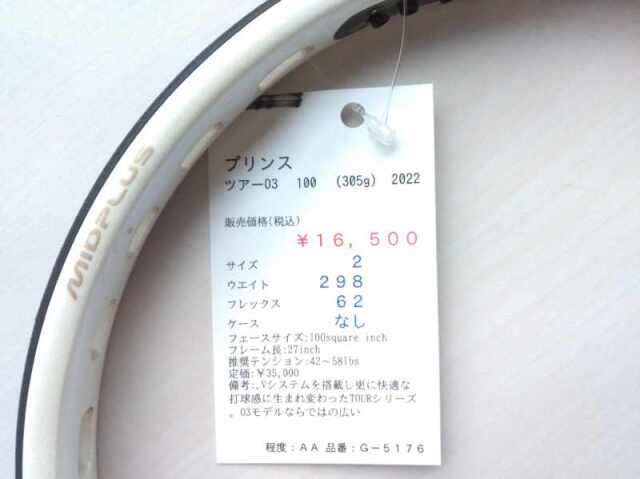 MIDPLUS
プリンス
ツアー03 100 (305g) 2022
販売価格(税込)
￥16,500
サイズ 2
ウエイト 298
フレックス 62
ケース なし
フェースサイズ:100square inch
フレーム長:27inch
推奨テンション:42～58lbs
定価:￥35,000
備考:,Vシステムを搭載し更に快適な
打球感に生まれ変わったTOURシリーズ
。03モデルならではの広い
程度:AA 品番:G－5176